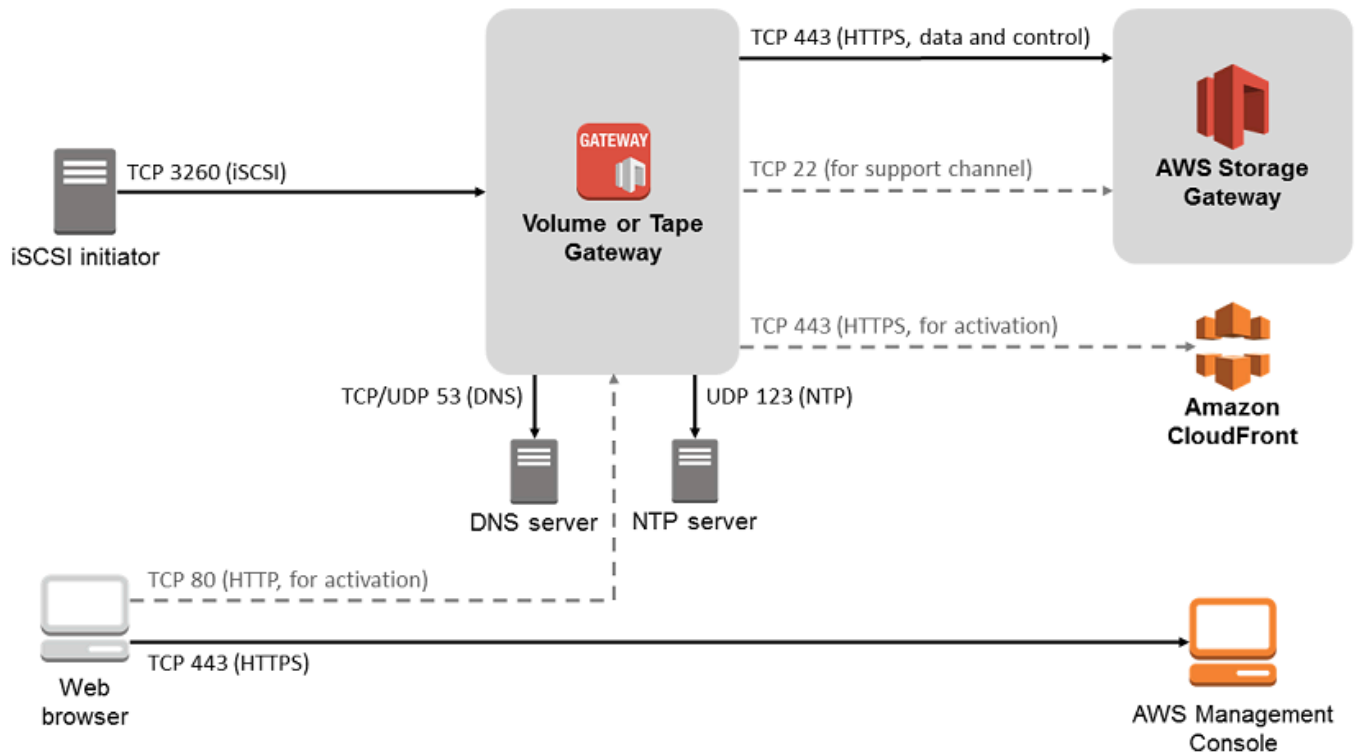 TCP 443 (HTTPS, data and control)
GATEWAY
TCP 3260 (iSCSI)
TCP 22 (for support channel)
AWS Storage
Gateway
Volume or Tape
Gateway
iSCSI initiator
TCP 443 (HTTPS, for activation)
TCP/UDP 53 (DNS)
UDP 123 (NTP)
Amazon
CloudFront
DNS server
NTP server
TCP 80 (HTTP, for activation)
TCP 443 (HTTPS)
Web
browser
AWS Management
Console